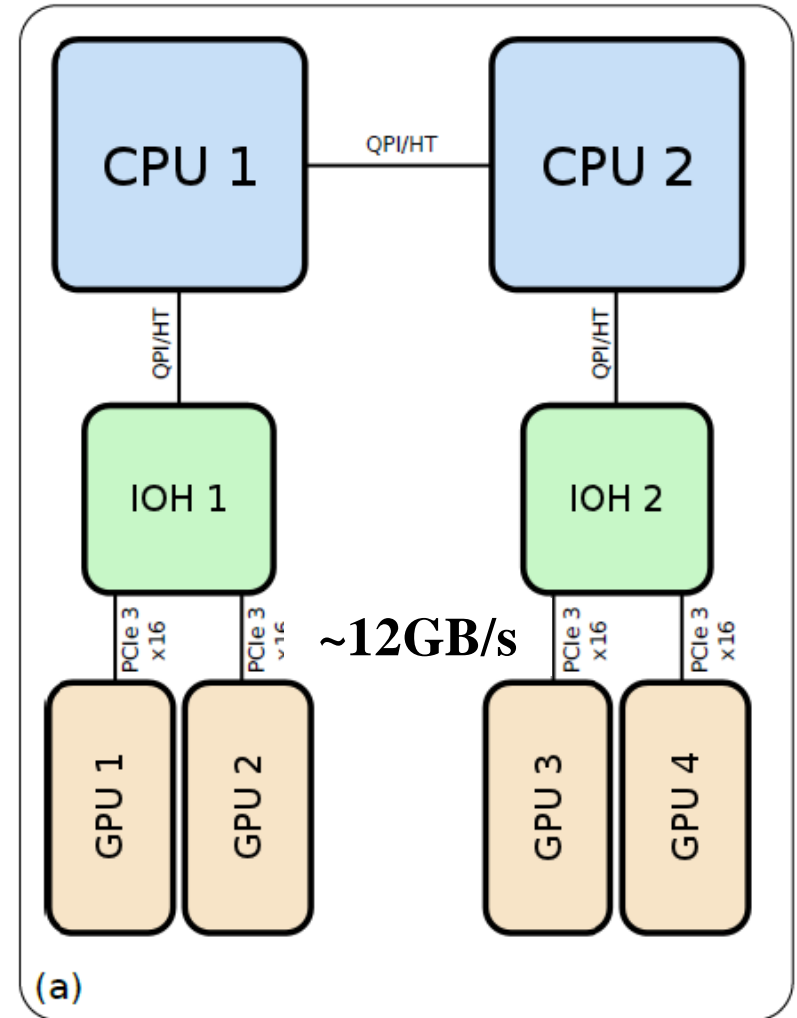 CPU 1
QPI/HT
CPU 2
QPI/HT
QPI/HT
IOH 1
IOH 2
PCIe 3
x16
PCIe 3
~12GB/s
PCIe 3
x16
PCIe 3
x16
GPU 1
GPU 2
GPU 3
GPU 4
(a)